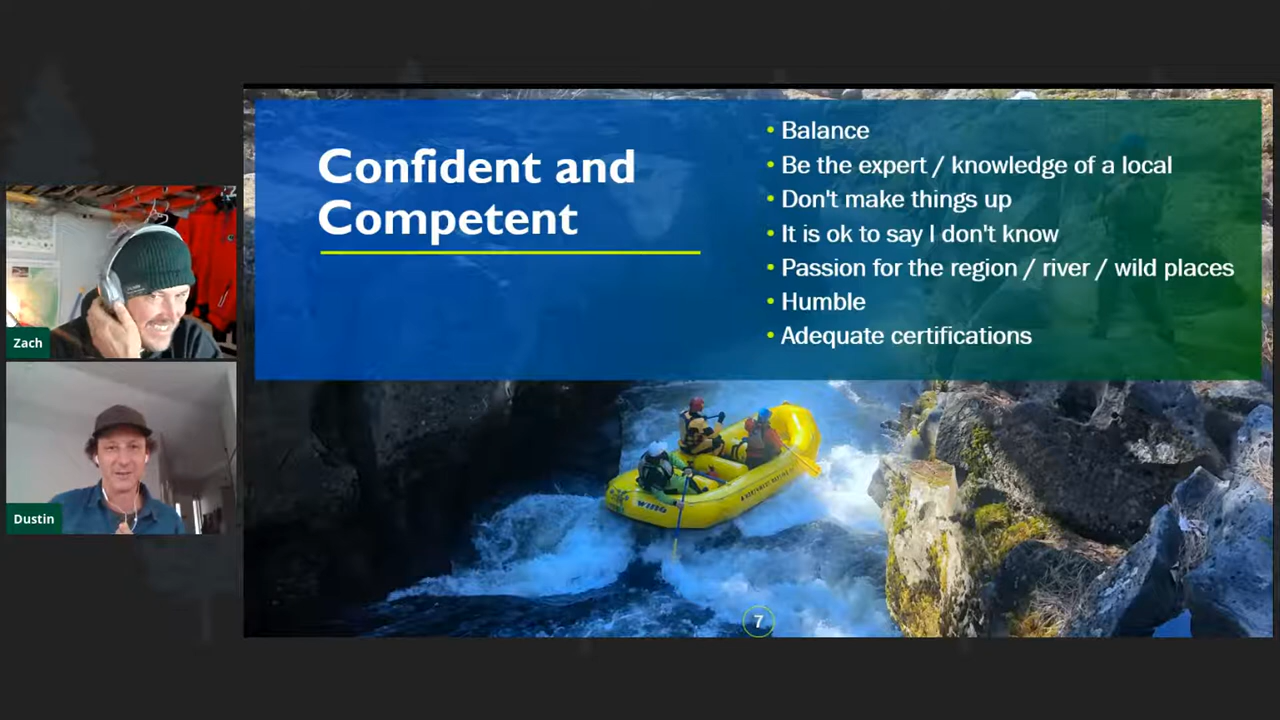 Confident and
Competent
• Balance
• Be the expert / knowledge of a local
• Don't make things up
• It is ok to say I don't know
• Passion for the region / river / wild places
• Humble
• Adequate certifications
Zach
Dustin
WING
7